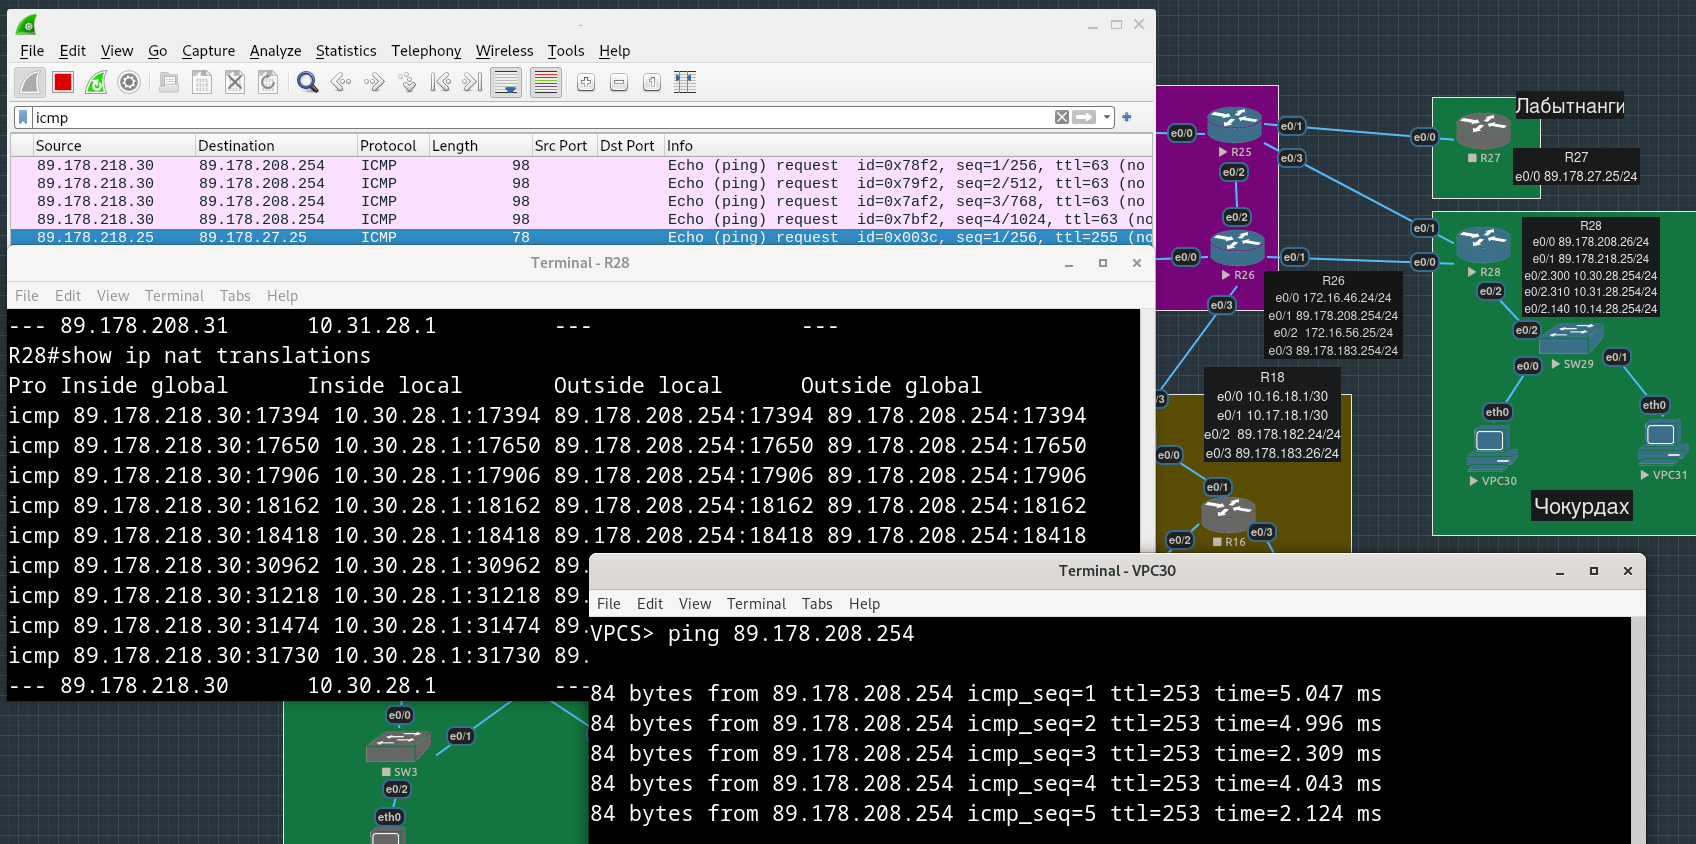 -
File Edit View Go Capture Analyze Statistics Telephony Wireless Tools Help
icmp
Source Destination Protocol Length Src Port Dst Port Info
89.178.218.30 89.178.208.254 ICMP 98 Echo (ping) request id=0x78f2, seq=1/256, ttl=63 (no
89.178.218.30 89.178.208.254 ICMP 98 Echo (ping) request id=0x79f2, seq=2/512, ttl=63 (no
89.178.218.30 89.178.208.254 ICMP 98 Echo (ping) request id=0x7af2, seq=3/768, ttl=63 (no
89.178.218.30 89.178.208.254 ICMP 98 Echo (ping) request id=0x7bf2, seq=4/1024, ttl=63 (no
89.178.218.25 89.178.27.25 ICMP 78 Echo (ping) request id=0x003c, seq=1/256, ttl=255 (no
Terminal - R28
File Edit View Terminal Tabs Help
--- 89.178.208.31 10.31.28.1 --- ---
R28#show ip nat translations
Pro Inside global Inside local Outside local Outside global
icmp 89.178.218.30:17394 10.30.28.1:17394 89.178.208.254:17394 89.178.208.254:17394
icmp 89.178.218.30:17650 10.30.28.1:17650 89.178.208.254:17650 89.178.208.254:17650
icmp 89.178.218.30:17906 10.30.28.1:17906 89.178.208.254:17906 89.178.208.254:17906
icmp 89.178.218.30:18162 10.30.28.1:18162 89.178.208.254:18162 89.178.208.254:18162
icmp 89.178.218.30:18418 10.30.28.1:18418 89.178.208.254:18418 89.178.208.254:18418
icmp 89.178.218.30:30962 10.30.28.1:30962 89.
icmp 89.178.218.30:31218 10.30.28.1:31218 89.
icmp 89.178.218.30:31474 10.30.28.1:31474 89.
icmp 89.178.218.30:31730 10.30.28.1:31730 89.
--- 89.178.218.30 10.30.28.1 ---
Terminal - VPC30
File Edit View Terminal Tabs Help
VPCS> ping 89.178.208.254
84 bytes from 89.178.208.254 icmp_seq=1 ttl=253 time=5.047 ms
84 bytes from 89.178.208.254 icmp_seq=2 ttl=253 time=4.996 ms
84 bytes from 89.178.208.254 icmp_seq=3 ttl=253 time=2.309 ms
84 bytes from 89.178.208.254 icmp_seq=4 ttl=253 time=4.043 ms
84 bytes from 89.178.208.254 icmp_seq=5 ttl=253 time=2.124 ms
e0/0
R25
e0/1
e0/3
e0/2
e0/2
e0/0
R26
e0/1
e0/3
R26
e0/0 172.16.46.24/24
e0/1 89.178.208.254/24
e0/2 172.16.56.25/24
e0/3 89.178.183.254/24
Лабытнанги
e0/0
R27
R27
e0/0 89.178.27.25/24
e0/1
e0/0
R28
e0/2
R28
e0/0 89.178.208.26/24
e0/1 89.178.218.25/24
e0/2.300 10.30.28.254/24
e0/2.310 10.31.28.254/24
e0/2.140 10.14.28.254/24
e0/2
SW29
e0/0
e0/1
eth0
eth0
VPC30
VPC31
Чокурдах
R18
e0/0 10.16.18.1/30
e0/1 10.17.18.1/30
e0/2 89.178.182.24/24
e0/3 89.178.183.26/24
/3
e0/0
e0/1
R16
e0/2
e0/3
e0/0
e0/1
SW3
e0/2
eth0